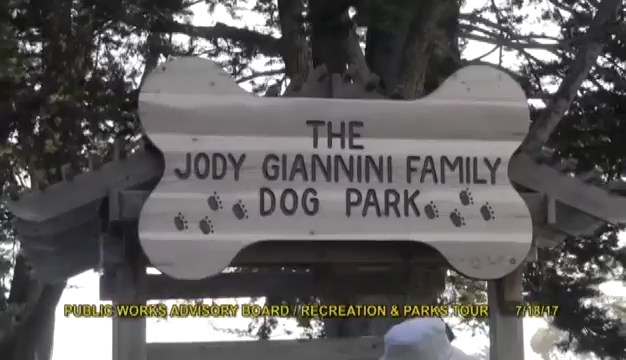 THE
JODY GIANNINI FAMILY
DOG PARK
PUBLIC WORKS ADVISORY BOARD / RECREATION & PARKS TOUR 7/18/17